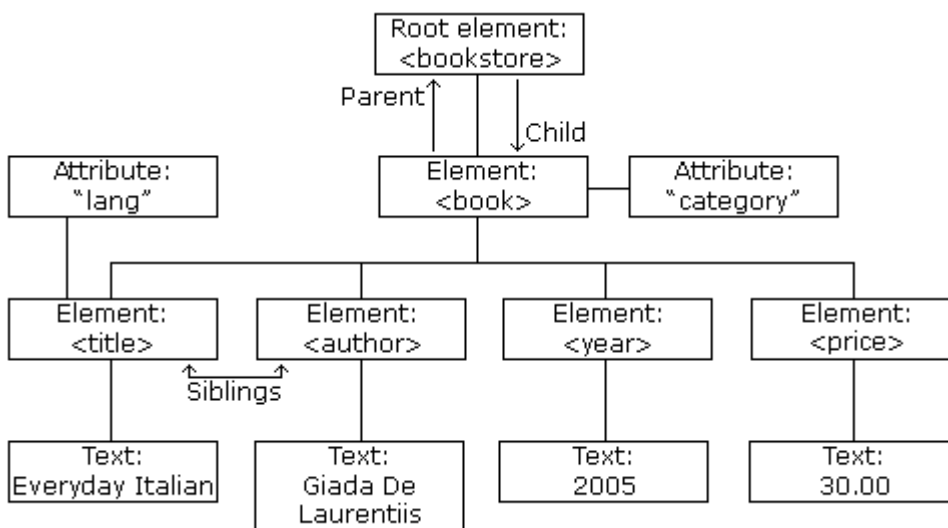 Root element:
<bookstore>
Parent
Child
Attribute:
“lang”
Element:
<book>
Attribute:
“category”
Element:
<title>
Element:
<author>
Element:
<year>
Element:
<price>
Siblings
Text:
Everyday Italian
Text:
Giada De
Laurentiis
Text:
2005
Text:
30.00